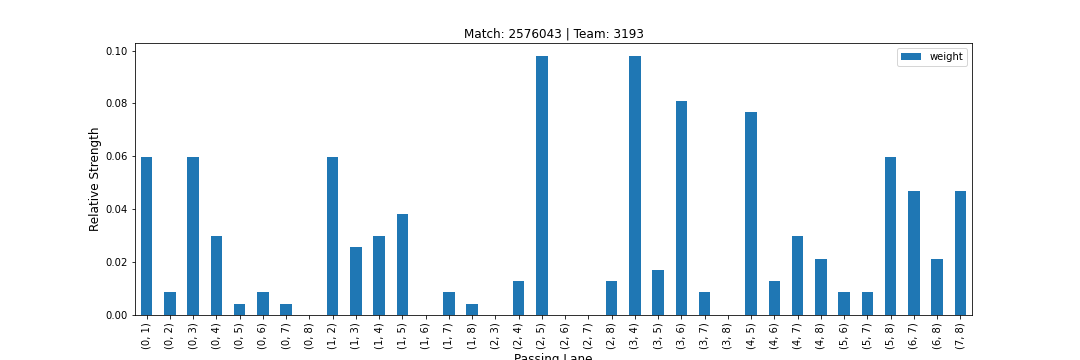 Match: 2576043 | Team: 3193
weight
Relative Strength
0.10
0.08
0.06
0.04
0.02
0.00
(0, 1) (0, 2) (0, 3) (0, 4) (0, 5) (0, 6) (0, 7) (0, 8) (1, 2) (1, 3) (1, 4) (1, 5) (1, 6) (1, 7) (1, 8) (2, 3) (2, 4) (2, 5) (2, 6) (2, 7) (2, 8) (3, 4) (3, 5) (3, 6) (3, 7) (3, 8) (4, 5) (4, 6) (4, 7) (4, 8) (5, 6) (5, 7) (5, 8) (6, 7) (6, 8) (7, 8)
Passing Lane